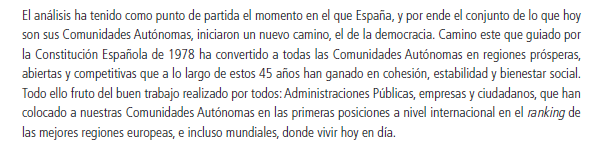 El análisis ha tenido como punto de partida el momento en el que España, y por ende el conjunto de lo que hoy
son sus Comunidades Autónomas, iniciaron un nuevo camino, el de la democracia. Camino este que guiado por
la Constitución Española de 1978 ha convertido a todas las Comunidades Autónomas en regiones prósperas,
abiertas y competitivas que a lo largo de estos 45 años han ganado en cohesión, estabilidad y bienestar social.
Todo ello fruto del buen trabajo realizado por todos: Administraciones Públicas, empresas y ciudadanos, que han
colocado a nuestras Comunidades Autónomas en las primeras posiciones a nivel internacional en el ranking de
las mejores regiones europeas, e incluso mundiales, donde vivir hoy en día.